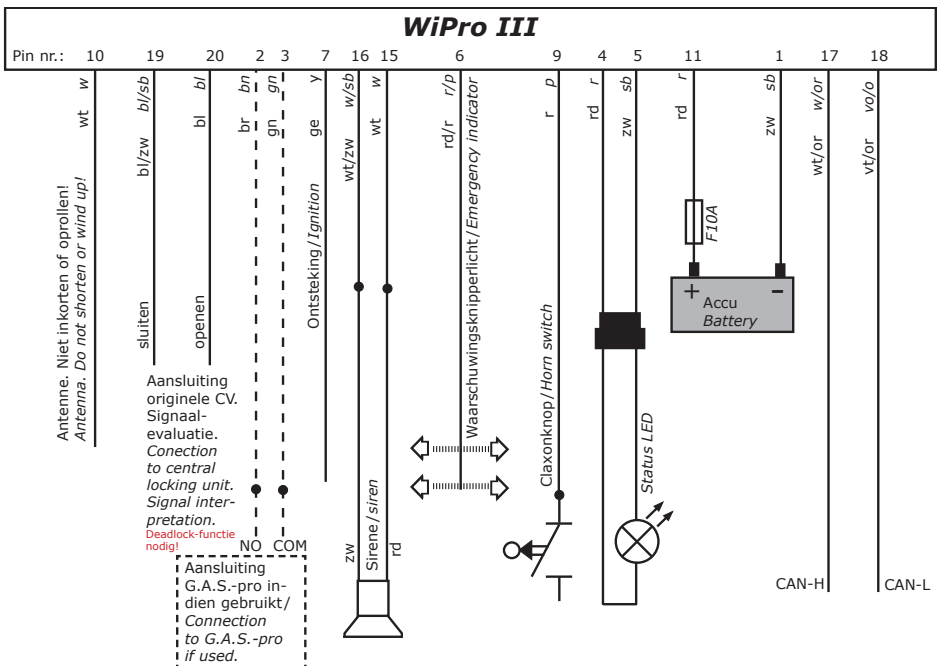 WiPro III
Pin nr.: 10 19 20 2 3 7 16 15 6 9 4 5 11 1 17 18
w
bl/sb
bl
bn
gn
y
w/sb
w
r/p
p
r
sb
r
sb
w/or
vo/o
wt
bl/zw
bl
br
gn
ge
wt/zw
wt
rd/r
r
rd
zw
rd
zw
wt/or
vt/or
Antenne. Niet inkorten of oprollen!
Antenna. Do not shorten or wind up!
sluiten
openen
Aansluiting
originele CV.
Signaal-
evaluatie.
Conection
to central
locking unit.
Signal inter-
pretation.
Deadlock-functie
nodig!
NO COM
Aansluiting
G.A.S.-pro in-
dien gebruikt/
Connection
to G.A.S.-pro
if used.
Ontsteking/Ignition
zw
Sirene/siren
rd
Waarschuwingsknipperlicht/Emergency indicator
Claxonknop/Horn switch
Status LED
F10A
+ −
Accu
Battery
CAN-H
CAN-L